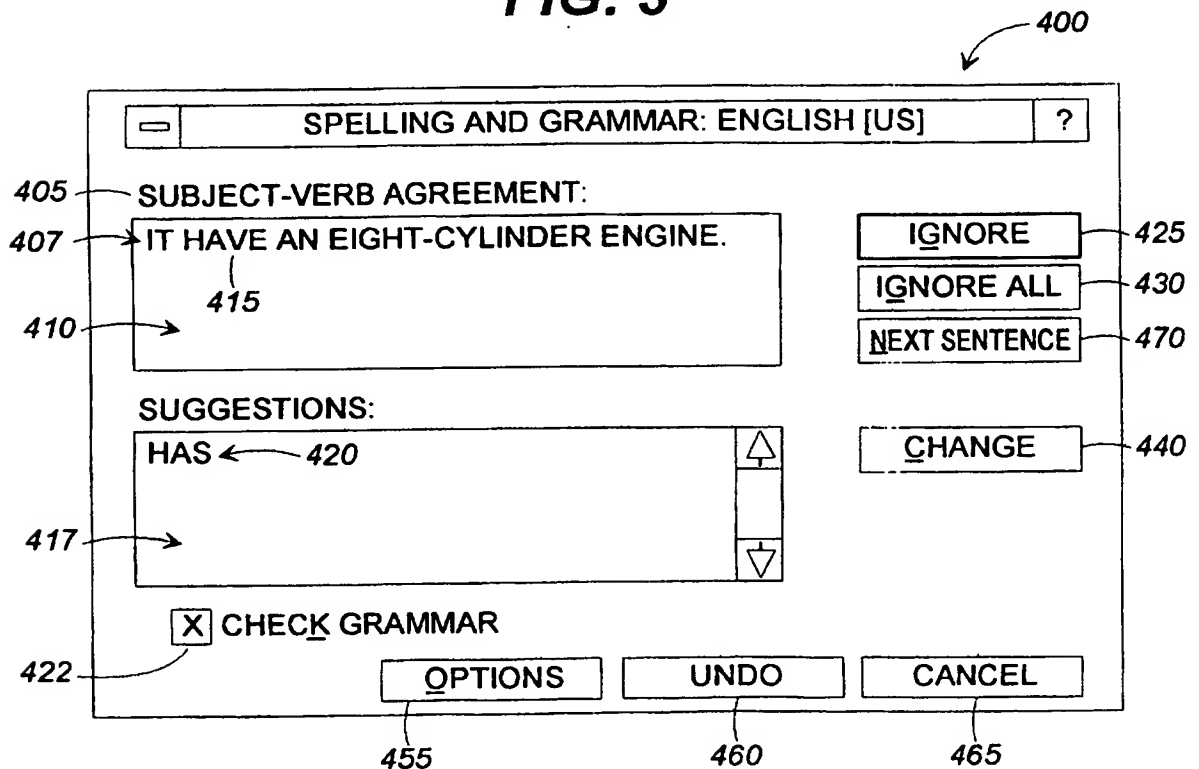 FIG. 3
400
SPELLING AND GRAMMAR: ENGLISH [US] ?
405 SUBJECT-VERB AGREEMENT:
407 IT HAVE AN EIGHT-CYLINDER ENGINE. IGNORE 425
415 IGNORE ALL 430
410 NEXT SENTENCE 470
SUGGESTIONS:
HAS 420 CHANGE 440
417
X CHECK GRAMMAR
422 OPTIONS UNDO CANCEL
455 460 465